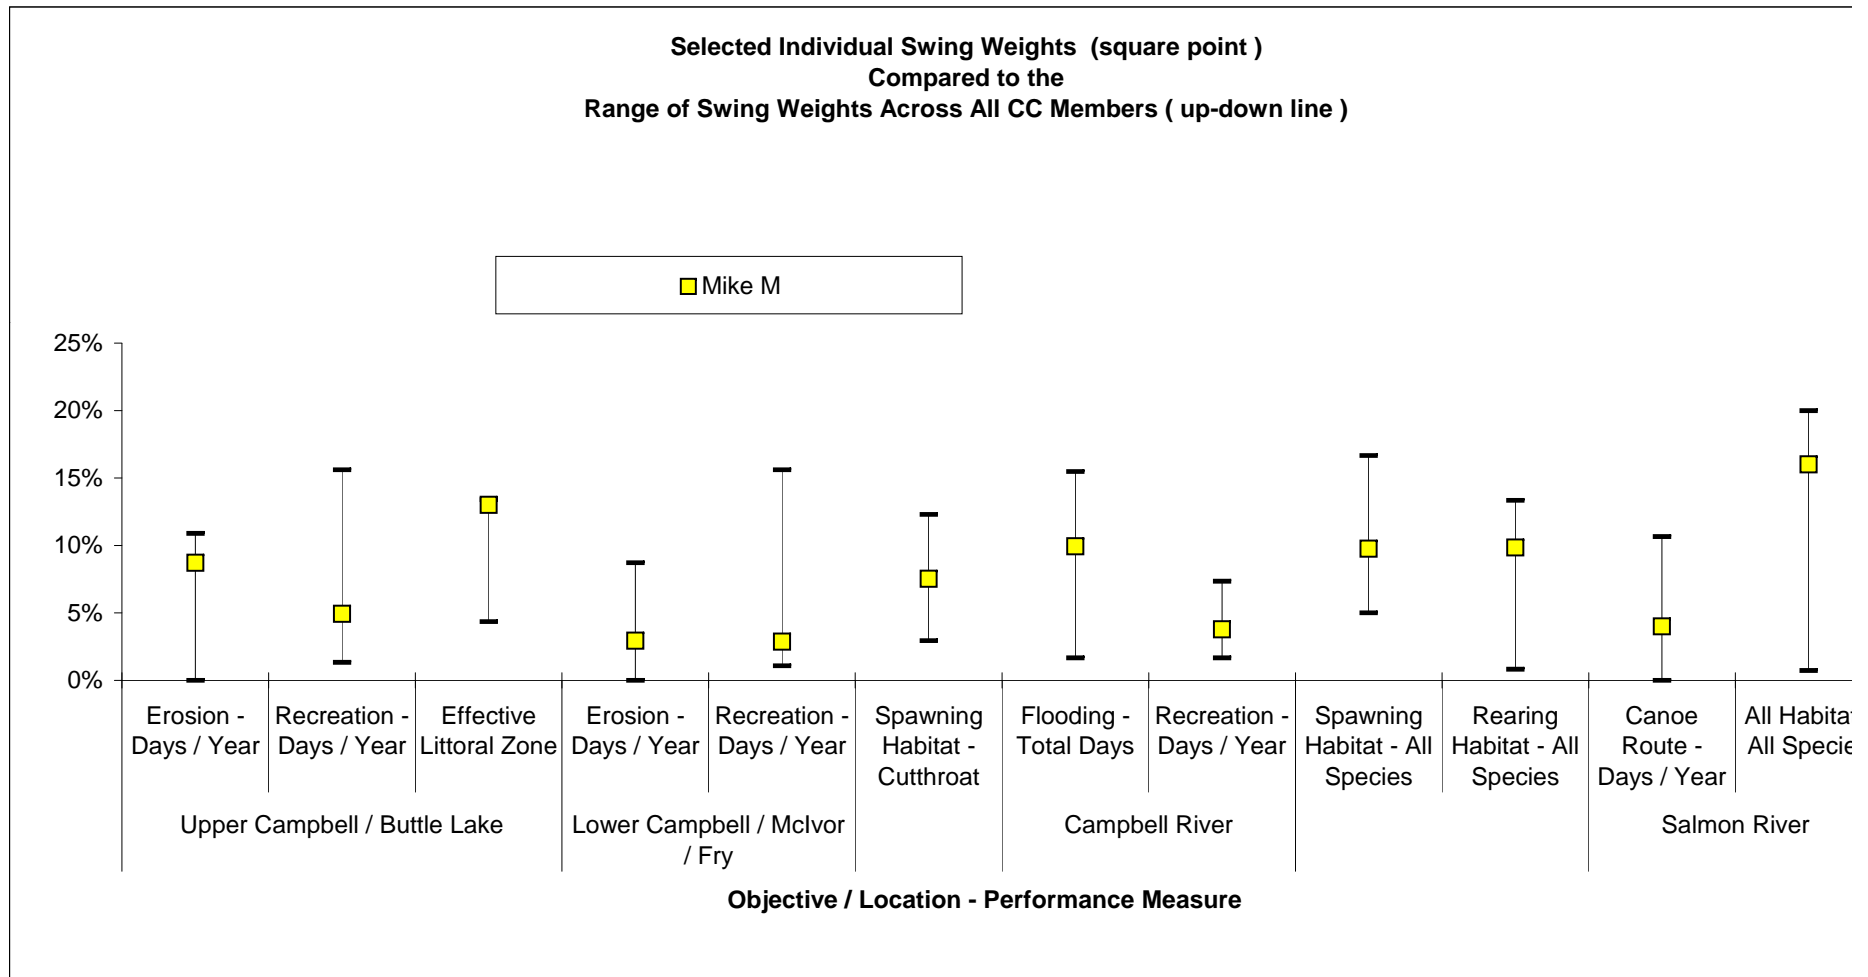 Selected Individual Swing Weights (square point )
Compared to the
Range of Swing Weights Across All CC Members ( up-down line )
Mike M
25%
20%
15%
10%
5%
0%
Erosion -
Days / Year
Recreation -
Days / Year
Effective
Littoral Zone
Erosion -
Days / Year
Recreation -
Days / Year
Spawning
Habitat -
Cutthroat
Flooding -
Total Days
Recreation -
Days / Year
Spawning
Habitat - All
Species
Rearing
Habitat - All
Species
Canoe
Route -
Days / Year
All Habitat
All Specie
Upper Campbell / Buttle Lake
Lower Campbell / McIvor
/ Fry
Campbell River
Salmon River
Objective / Location - Performance Measure